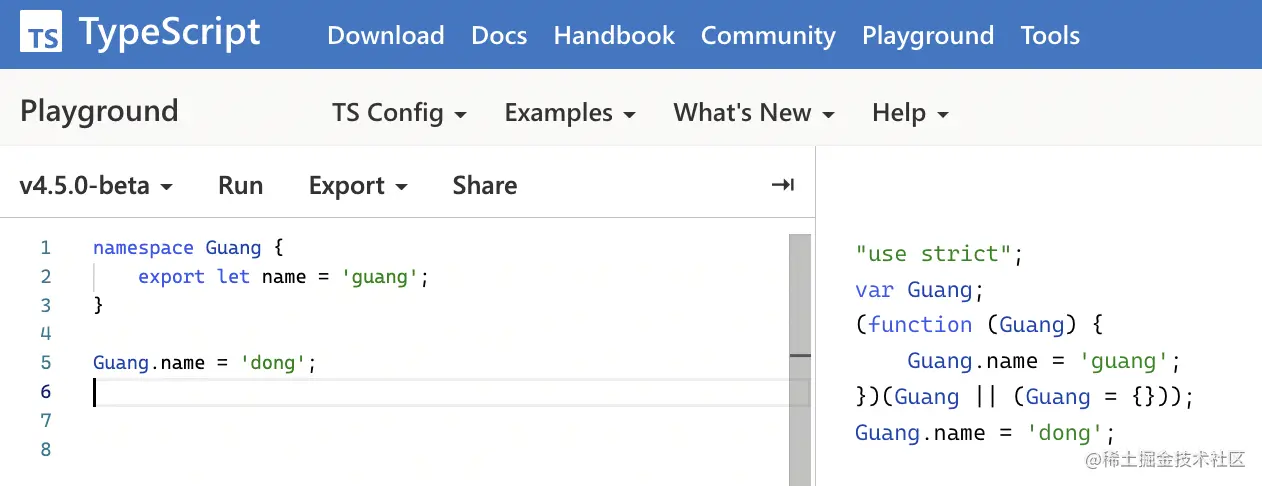 TS TypeScript Download Docs Handbook Community Playground Tools
Playground TS Config Examples What's New Help
v4.5.0-beta Run Export Share
1 namespace Guang {
2     export let name = 'guang';
3 }
4
5 Guang.name = 'dong';
6
7
8
"use strict";
var Guang;
(function (Guang) {
    Guang.name = 'guang';
})(Guang || (Guang = {}));
Guang.name = 'dong';
@稀土掘金技术社区